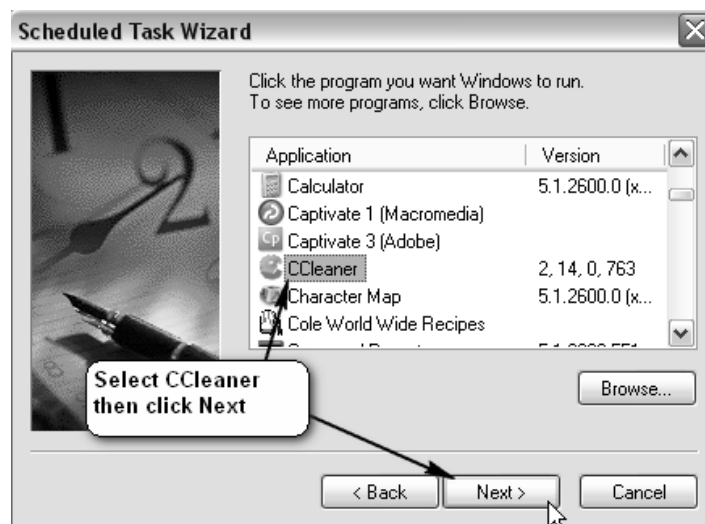 Scheduled Task Wizard
Click the program you want Windows to run.
To see more programs, click Browse.
Application Version
Calculator 5.1.2600.0 (x...
Captivate 1 (Macromedia)
Cp Captivate 3 (Adobe)
CCleaner 2, 14, 0, 763
Character Map 5.1.2600.0 (x...
Cole World Wide Recipes
Select CCleaner
then click Next
Browse...
< Back Next > Cancel